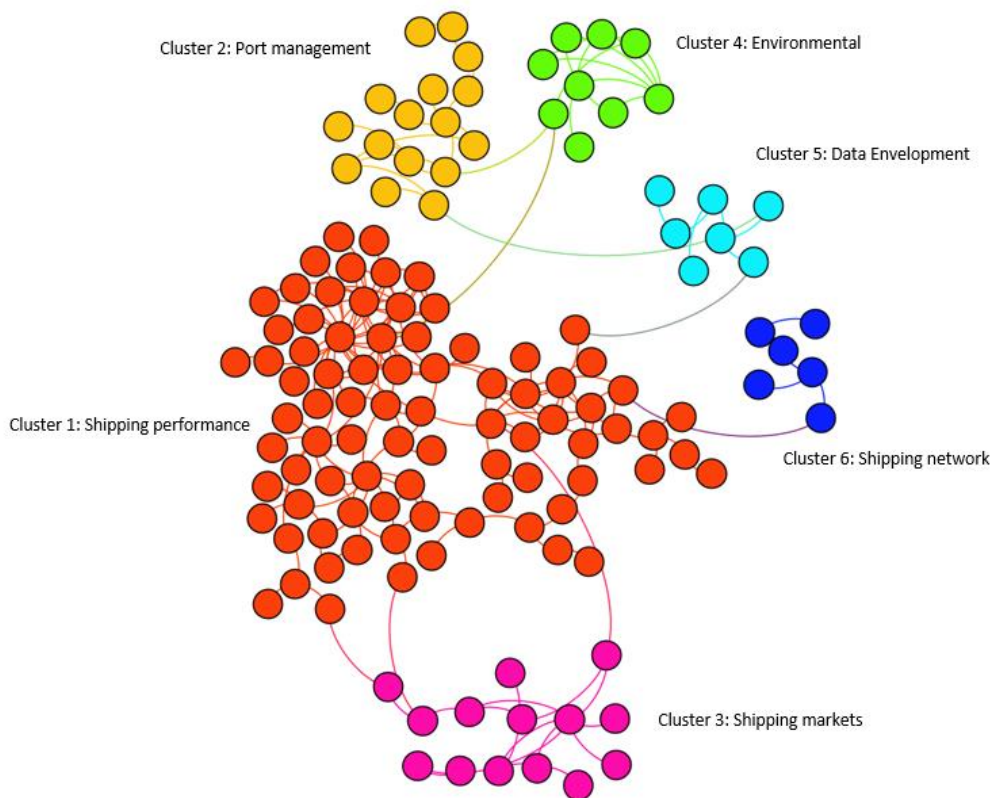 Cluster 2: Port management
Cluster 4: Environmental
Cluster 5: Data Envelopment
Cluster 1: Shipping performance
Cluster 6: Shipping network
Cluster 3: Shipping markets